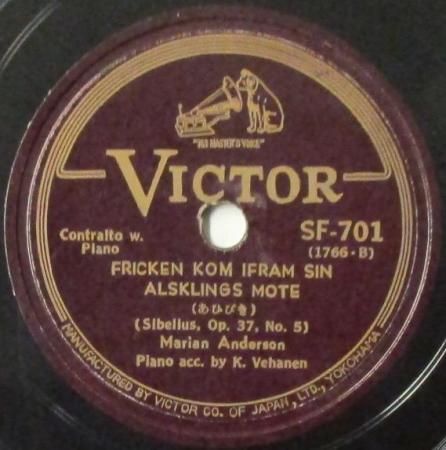 "HIS MASTER'S VOICE"
VICTOR
Contralto w.
Piano
SF-701
(1766-B)
FRICKEN KOM IFRAM SIN
ALSKLINGS MOTE
(あひびき)
(Sibelius, Op. 37, No. 5)
Marian Anderson
Piano acc. by K. Vehanen
MANUFACTURED BY VICTOR CO. OF JAPAN, LTD., YOKOHAMA